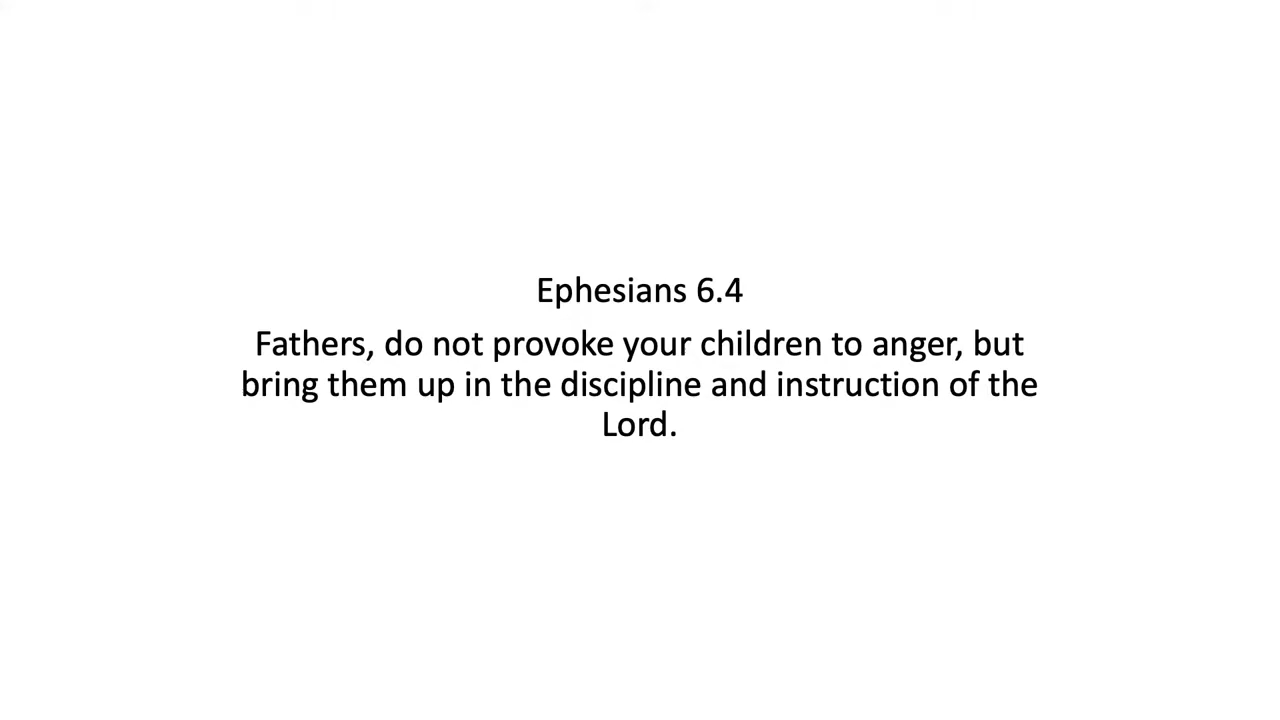 Ephesians 6.4
Fathers, do not provoke your children to anger, but
bring them up in the discipline and instruction of the
Lord.